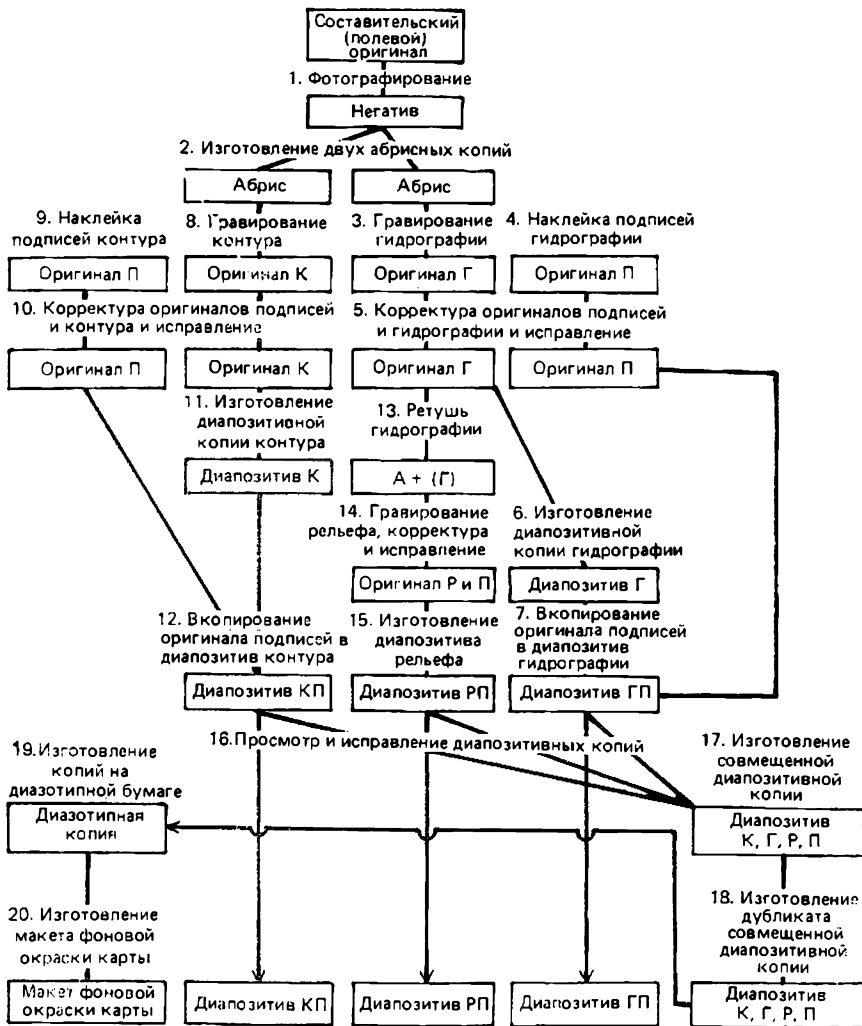 Составительский
(полевой)
оригинал
1. Фотографирование
Негатив
2. Изготовление двух абрисных копий
Абрис
Абрис
9. Наклейка
подписей контура
8. Гравирование
контура
3. Гравирование
гидрографии
4. Наклейка подписей
гидрографии
Оригинал П
Оригинал К
Оригинал Г
Оригинал П
10. Корректура оригиналов подписей
и контура и исправление
5. Корректура оригиналов подписей
и гидрографии и исправление
Оригинал П
Оригинал К
Оригинал Г
Оригинал П
11. Изготовление
диапозитивной
копии контура
13. Ретушь
гидрографии
Диапозитив К
А + (Г)
14. Гравирование
рельефа, корректура
и исправление
6. Изготовление
диапозитивной
копии гидрографии
Оригинал Р и П
Диапозитив Г
12. Вкопирование
оригинала подписей в
диапозитив контура
15. Изготовление
диапозитива
рельефа
7. Вкопирование
оригинала подписей
в диапозитив
гидрографии
Диапозитив КП
Диапозитив РП
Диапозитив ГП
16.Просмотр и исправление диапозитивных копий
19.Изготовление
копий на
диазотипной бумаге
17. Изготовление
совмещенной
диапозитивной
копии
Диазотипная
копия
Диапозитив
К, Г, Р, П
20. Изготовление
макета фоновой
окраски карты
18. Изготовление
дубликата
совмещенной
диапозитивной
копии
Макет фоновой
окраски карты
Диапозитив КП
Диапозитив РП
Диапозитив ГП
Диапозитив
К, Г, Р, П